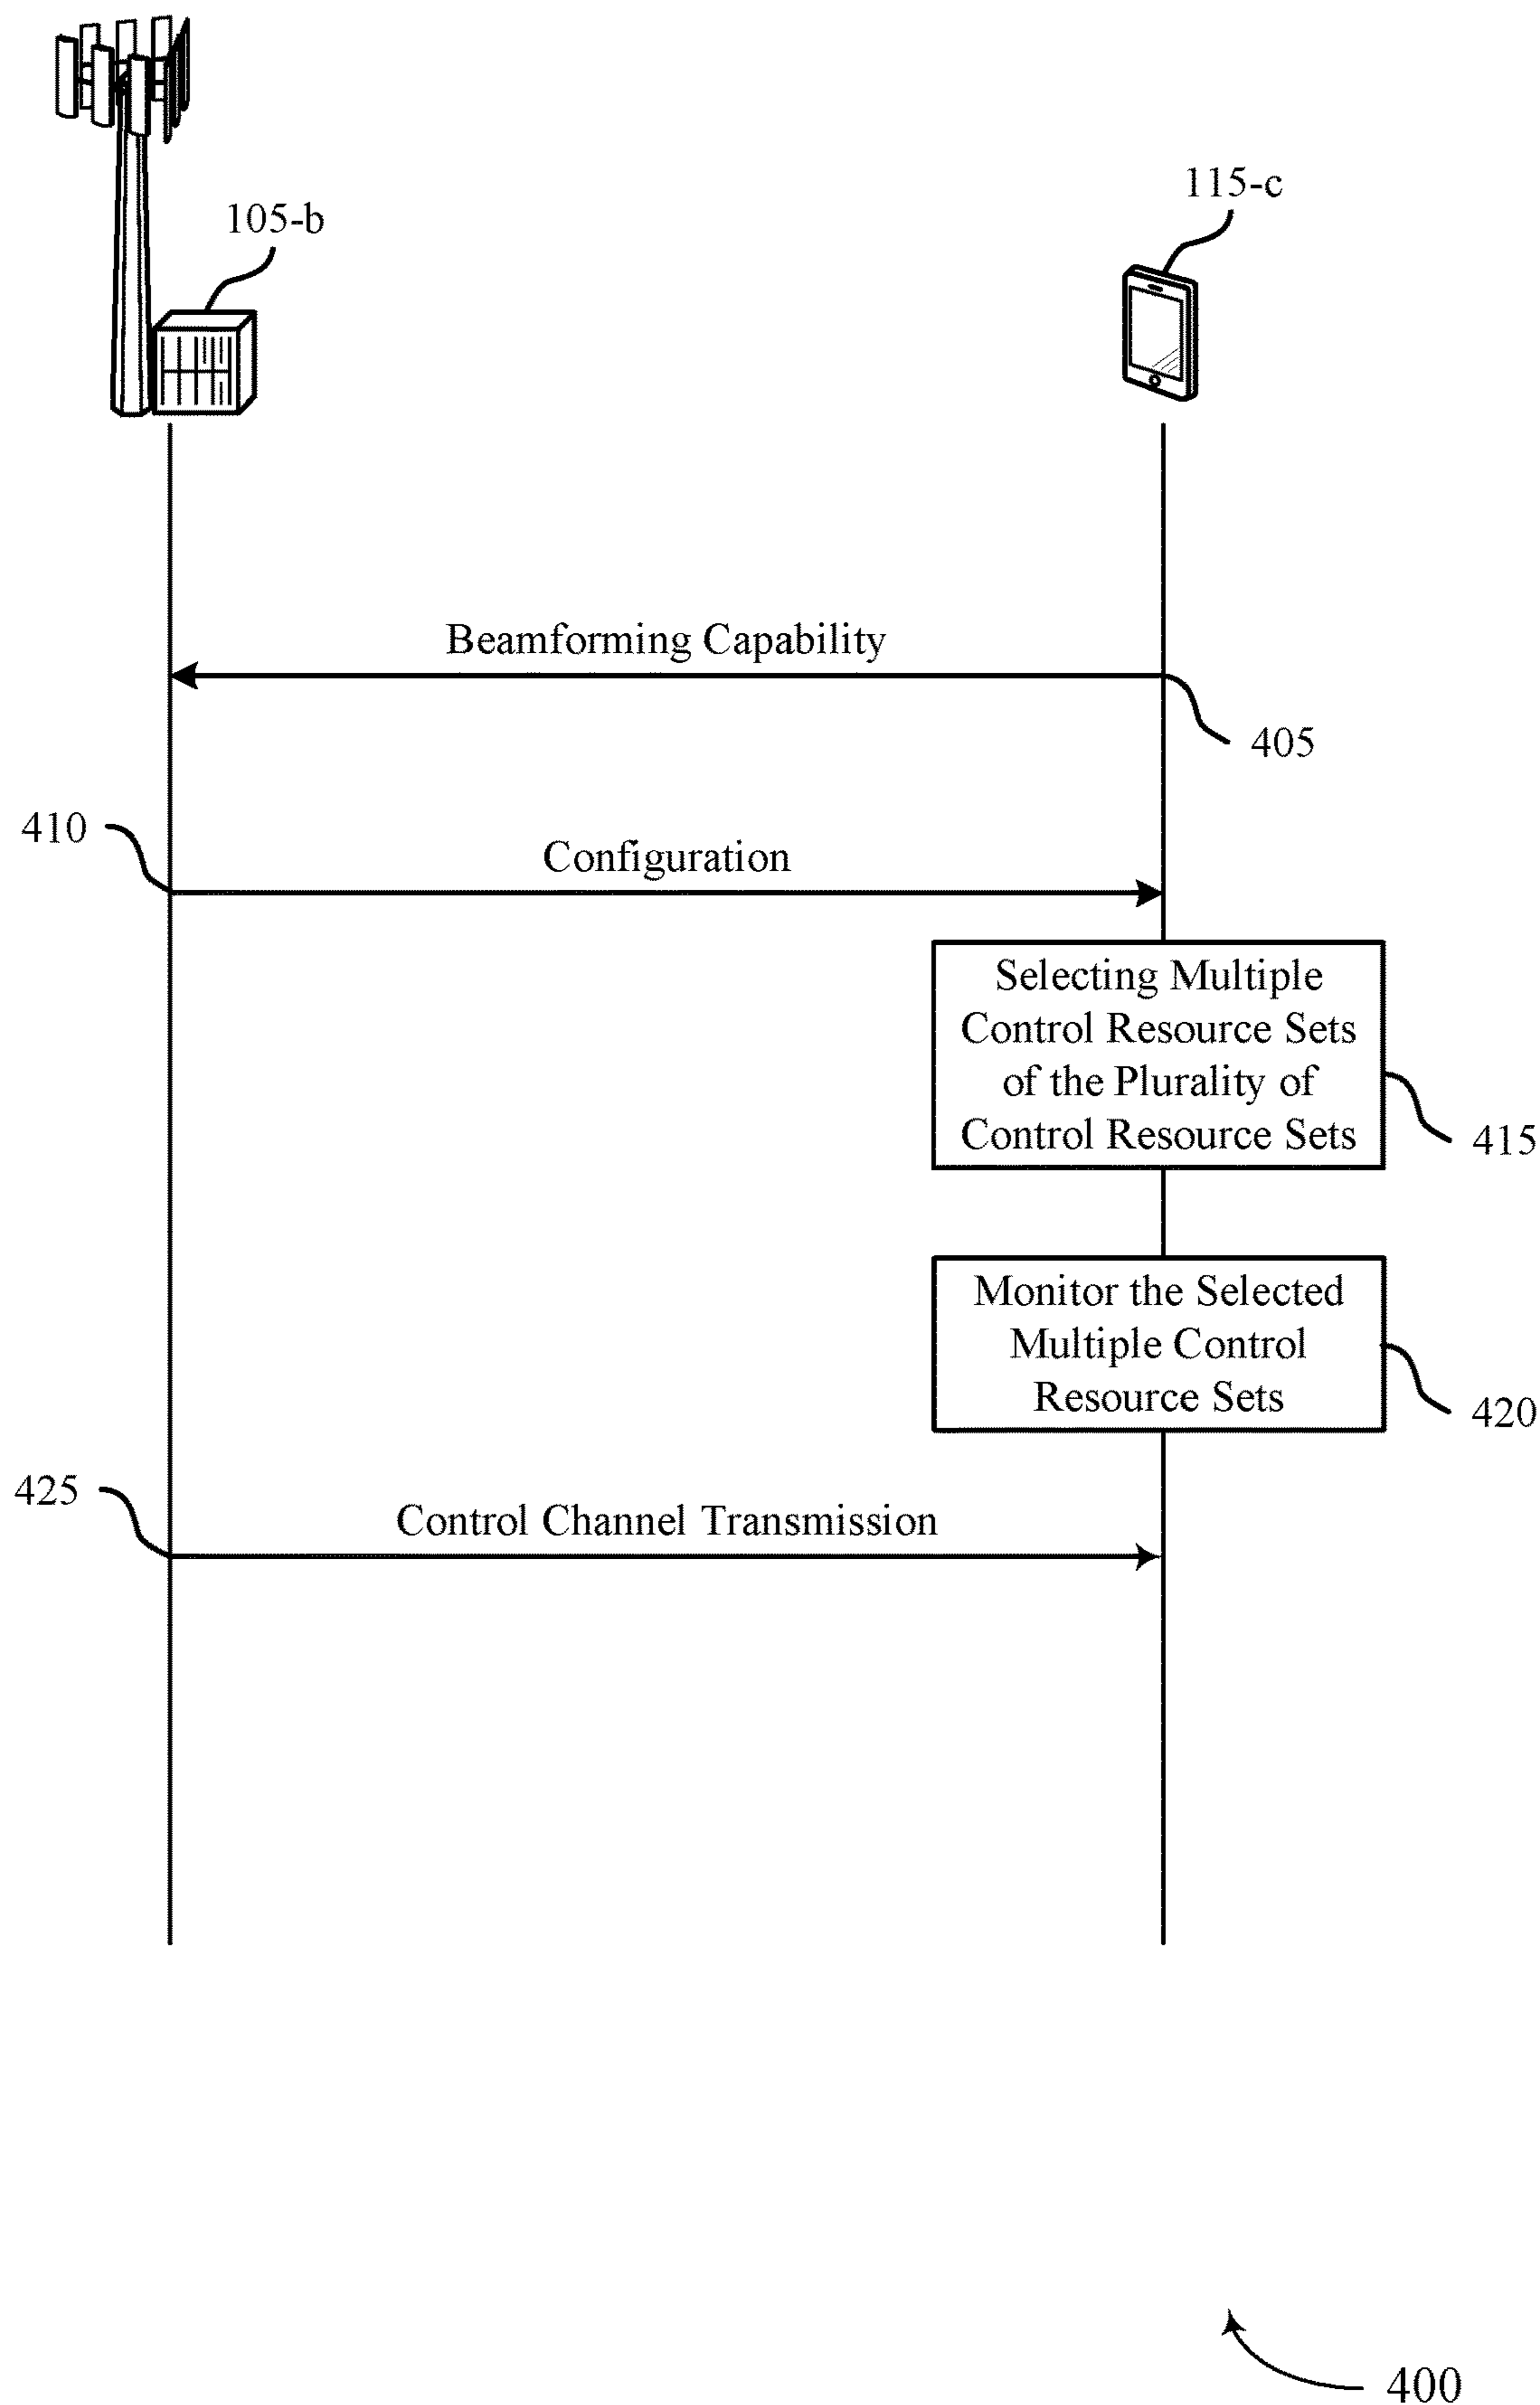 115-c
105-b
Beamforming Capability
405
410
Configuration
Selecting Multiple
Control Resource Sets
of the Plurality of
Control Resource Sets
415
Monitor the Selected
Multiple Control
Resource Sets
420
425
Control Channel Transmission
400